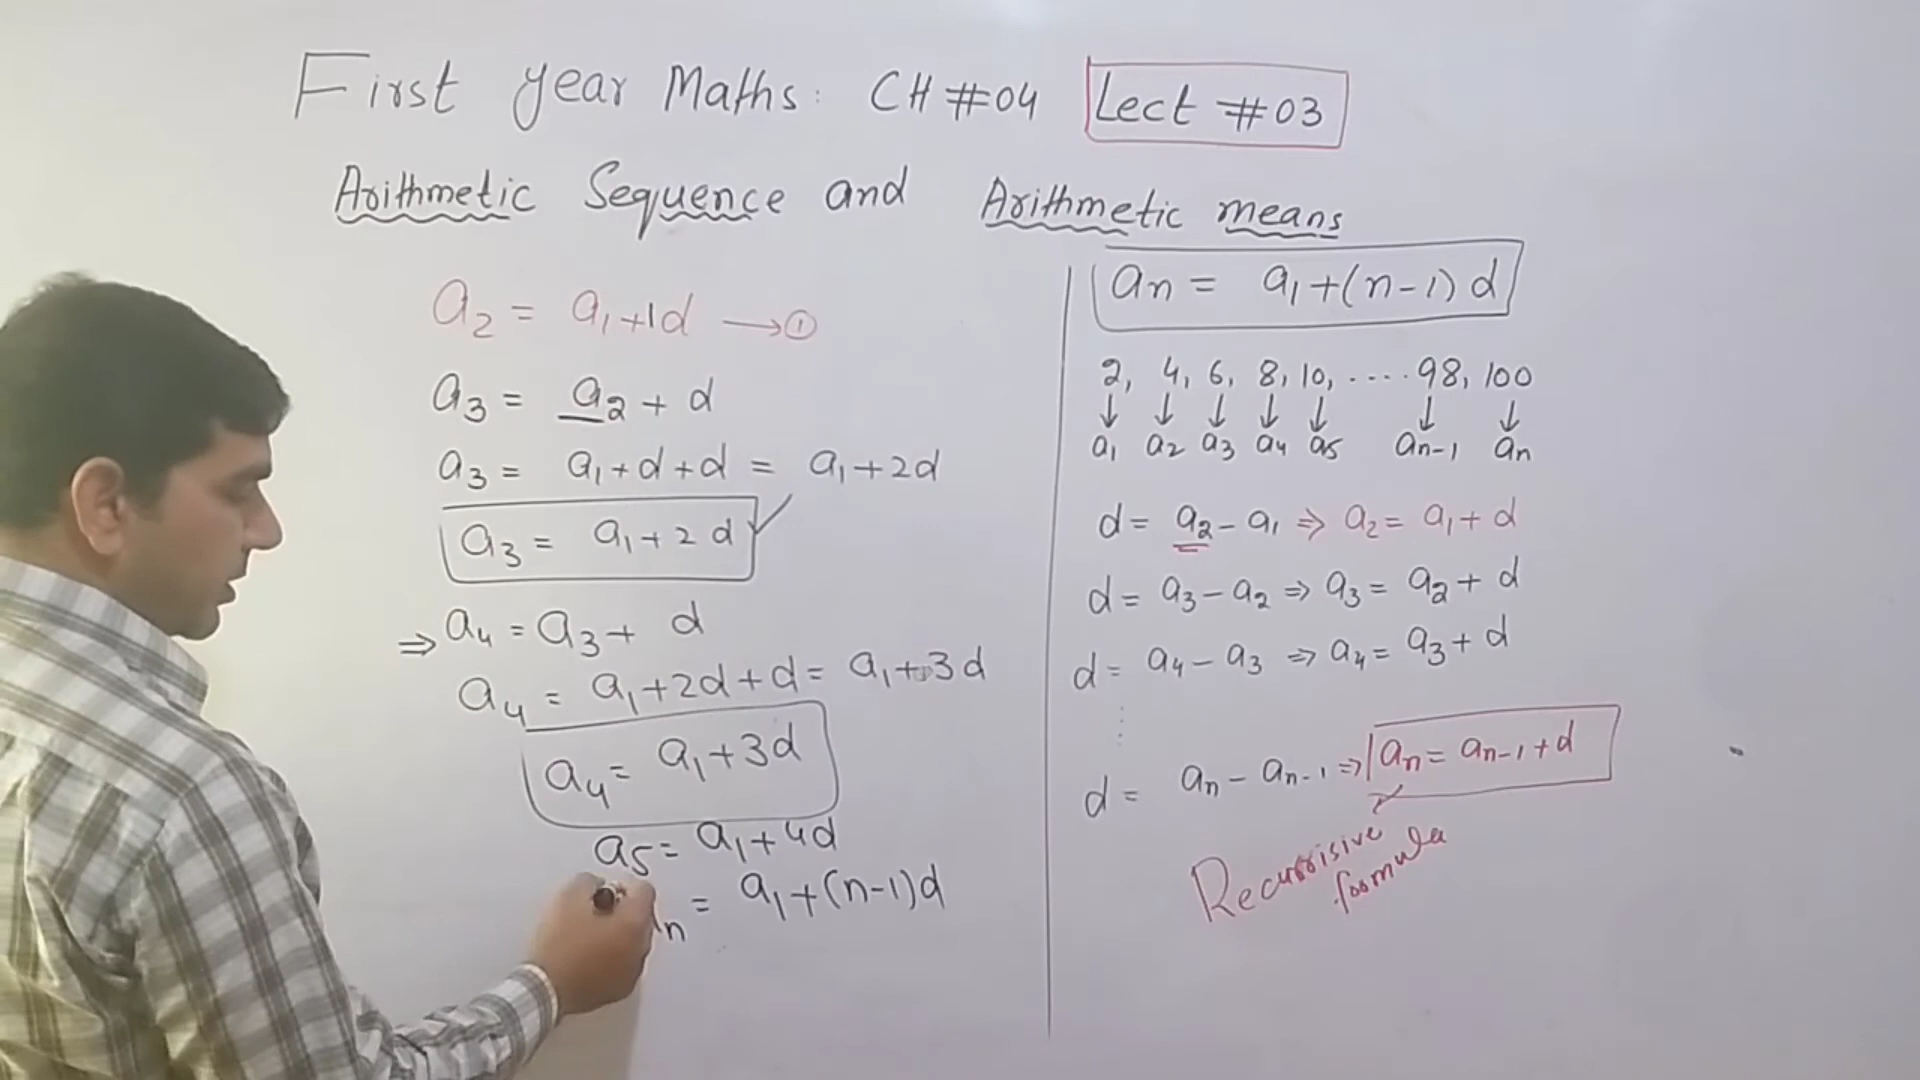 First year Maths: CH #04 Lect #03
Arithmetic Sequence and Arithmetic means
a₂ = a₁+1d → ①
a₃ = a₂ + d
a₃ = a₁+d+d = a₁+2d
a₃ = a₁+2d ✓
⇒ a₄ = a₃+ d
a₄ = a₁+2d+d = a₁+3d
a₄ = a₁+3d
a₅ = a₁+4d
n = a₁+(n-1)d
an = a₁+(n-1)d
2, 4, 6, 8, 10, .... 98, 100
↓ ↓ ↓ ↓ ↓ ↓ ↓
a₁ a₂ a₃ a₄ a₅ an-1 an
d = a₂ - a₁ ⇒ a₂ = a₁+ d
d = a₃ - a₂ ⇒ a₃ = a₂ + d
d = a₄ - a₃ ⇒ a₄ = a₃ + d
d = an - an-1 ⇒ an = an-1 + d
Recurrisive
formula